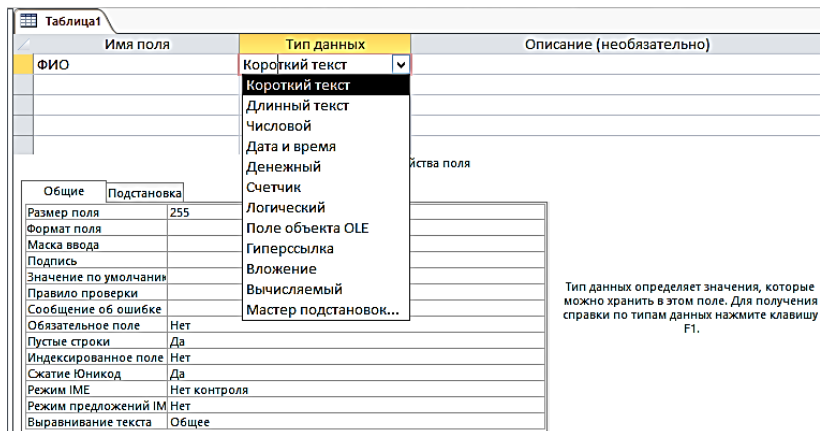 Таблица1
Имя поля Тип данных Описание (необязательно)
ФИО Короткий текст
Короткий текст
Длинный текст
Числовой
Дата и время
Денежный
Счетчик
Логический
Поле объекта OLE
Гиперссылка
Вложение
Вычисляемый
Мастер подстановок...
йства поля
Общие Подстановка
Размер поля 255
Формат поля
Маска ввода
Подпись
Значение по умолчани
Правило проверки
Сообщение об ошибке
Обязательное поле Нет
Пустые строки Да
Индексированное поле Нет
Сжатие Юникод Да
Режим IME Нет контроля
Режим предложений IM Нет
Выравнивание текста Общее
Тип данных определяет значения, которые
можно хранить в этом поле. Для получения
справки по типам данных нажмите клавишу
F1.